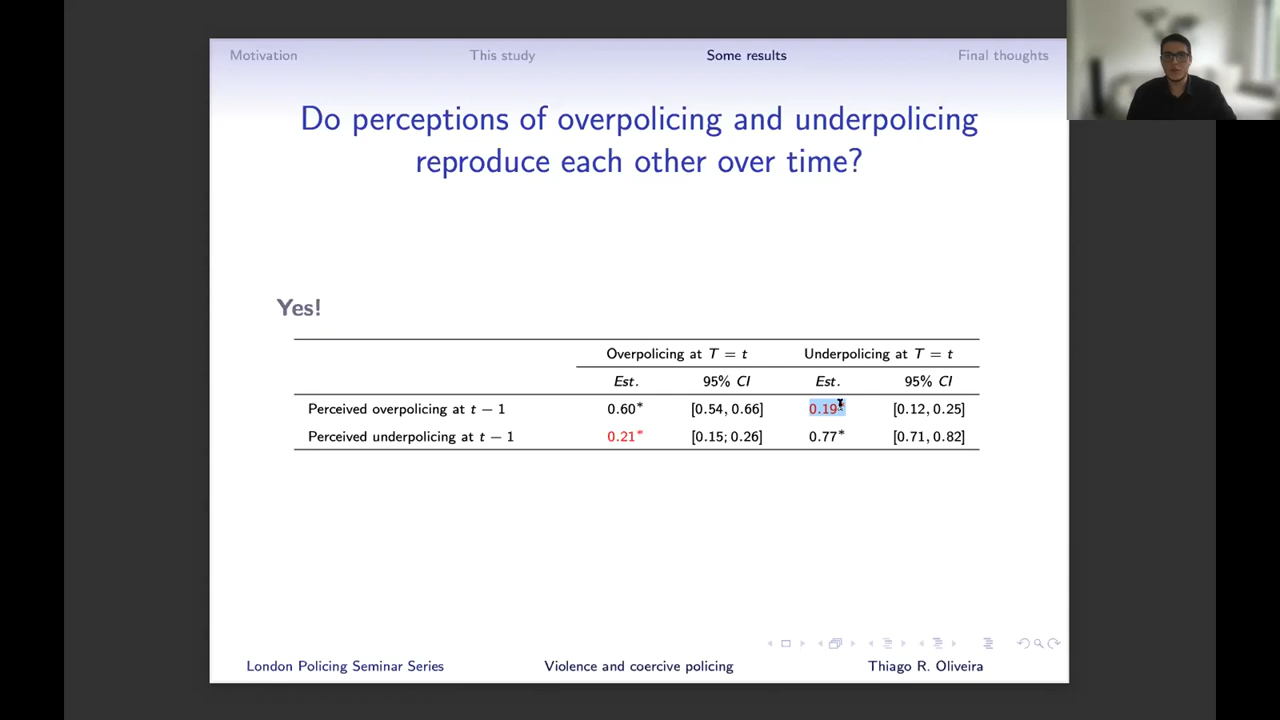 Motivation This study Some results Final thoughts
Do perceptions of overpolicing and underpolicing
reproduce each other over time?
Yes!
Overpolicing at T = t Underpolicing at T = t
Est. 95% CI Est. 95% CI
Perceived overpolicing at t − 1 0.60* [0.54, 0.66] 0.19* [0.12, 0.25]
Perceived underpolicing at t − 1 0.21* [0.15; 0.26] 0.77* [0.71, 0.82]
London Policing Seminar Series Violence and coercive policing Thiago R. Oliveira